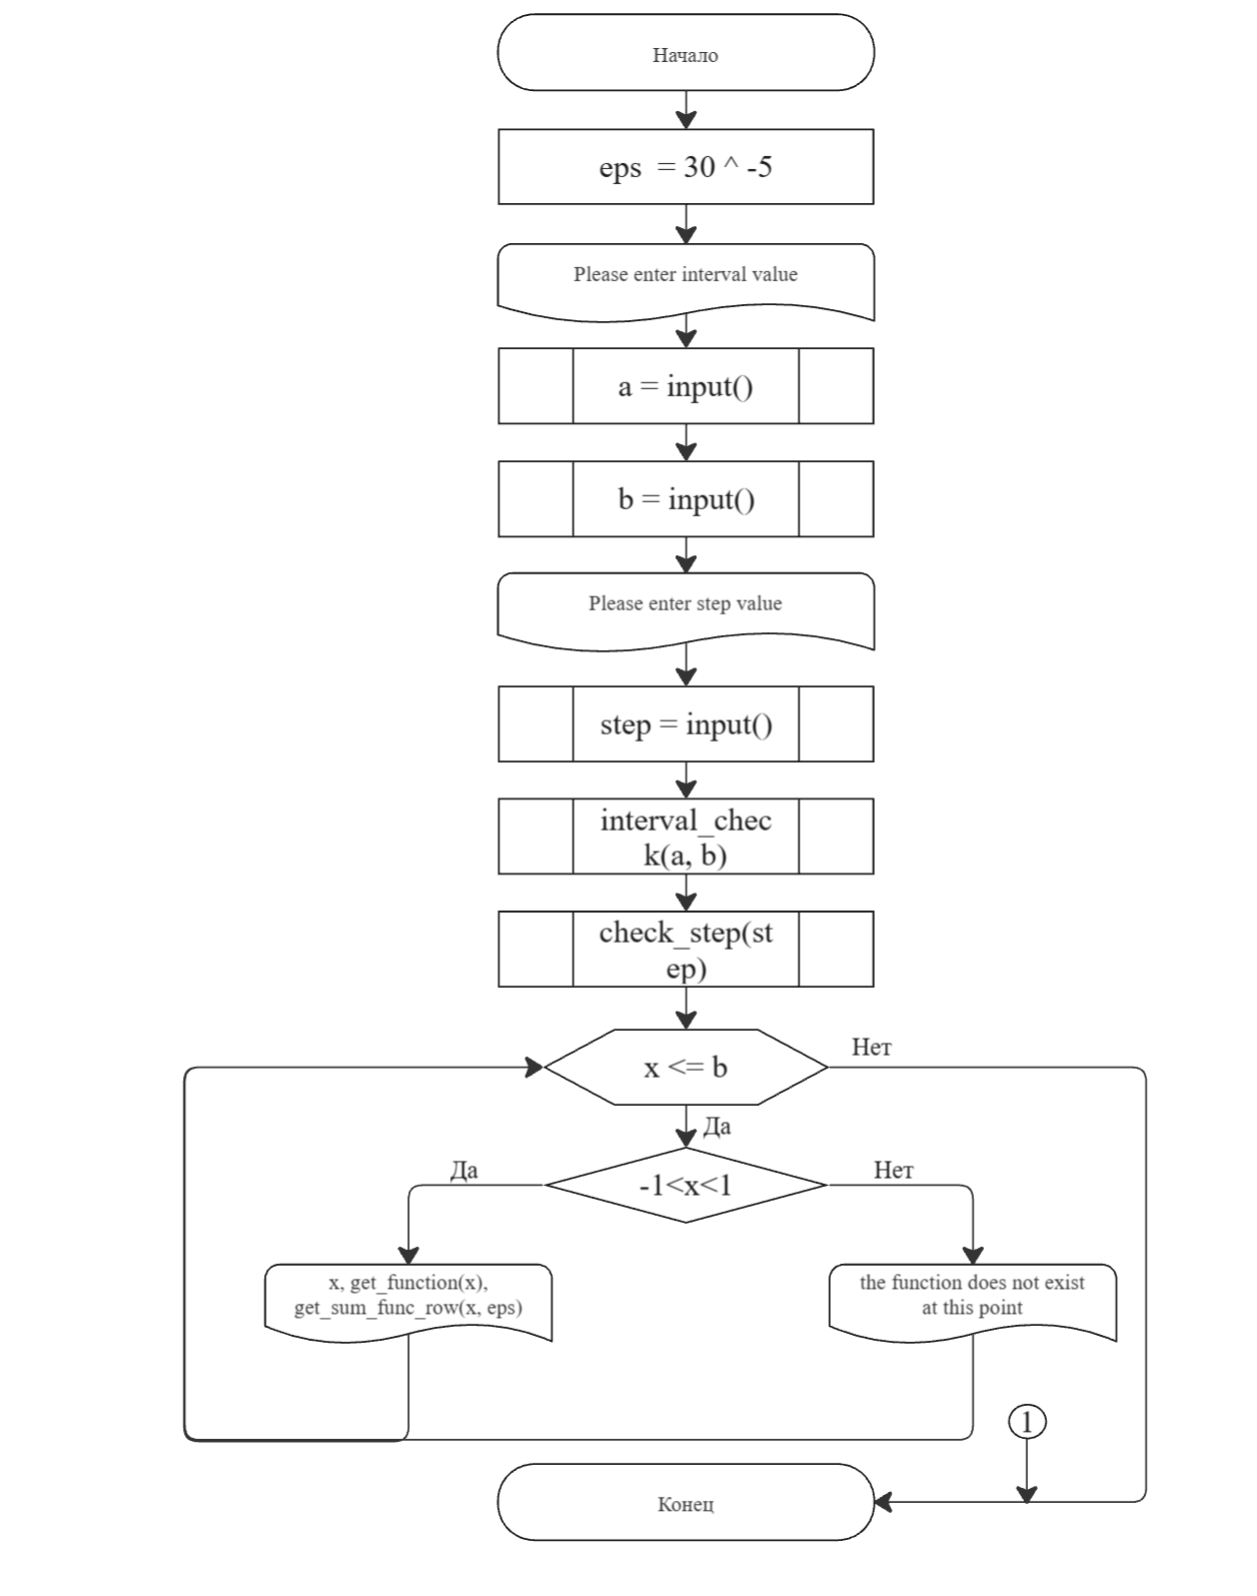 Начало
eps  = 30 ^ -5
Please enter interval value
a = input()
b = input()
Please enter step value
step = input()
interval_chec
k(a, b)
check_step(st
ep)
x <= b
Нет
Да
-1<x<1
Да
Нет
x, get_function(x),
get_sum_func_row(x, eps)
the function does not exist
at this point
1
Конец